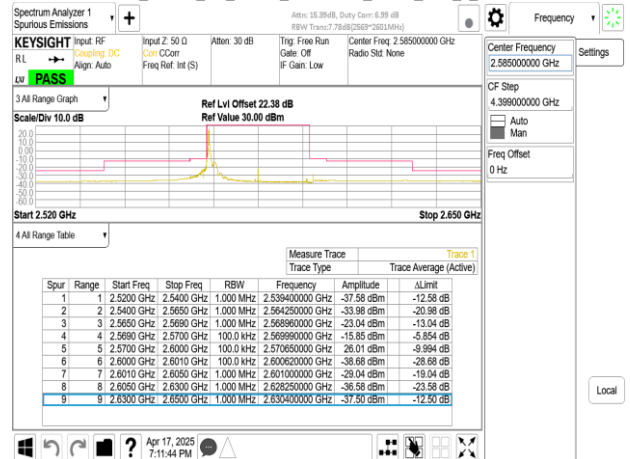 Spectrum Analyzer 1
Spurious Emissions
Attn: 15.39dB, Duty Corr: 6.99 dB
RBW Trans:7.78dB(2569~2601MHz)
Frequency
KEYSIGHT
RL
PASS
Input: RF
Coupling: DC
Align: Auto
Input Z: 50 Ω
Corr CCorr
Freq Ref: Int (S)
Atten: 30 dB
Trig: Free Run
Gate: Off
IF Gain: Low
Center Freq: 2.585000000 GHz
Radio Std: None
Center Frequency
2.585000000 GHz
Settings
CF Step
4.399000000 GHz
Auto
Man
Freq Offset
0 Hz
3 All Range Graph
Scale/Div 10.0 dB
Ref Lvl Offset 22.38 dB
Ref Value 30.00 dBm
20.0
10.0
0.00
-10.0
-20.0
-30.0
-40.0
-50.0
-60.0
Start 2.520 GHz Stop 2.650 GHz
4 All Range Table
Measure Trace Trace 1
Trace Type Trace Average (Active)
Spur Range Start Freq Stop Freq RBW Frequency Amplitude ΔLimit
1 1 2.5200 GHz 2.5400 GHz 1.000 MHz 2.539400000 GHz -37.58 dBm -12.58 dB
2 2 2.5400 GHz 2.5650 GHz 1.000 MHz 2.564250000 GHz -33.98 dBm -20.98 dB
3 3 2.5650 GHz 2.5690 GHz 1.000 MHz 2.568960000 GHz -23.04 dBm -13.04 dB
4 4 2.5690 GHz 2.5700 GHz 100.0 kHz 2.569990000 GHz -15.85 dBm -5.854 dB
5 5 2.5700 GHz 2.6000 GHz 100.0 kHz 2.570650000 GHz 26.01 dBm -9.994 dB
6 6 2.6000 GHz 2.6010 GHz 100.0 kHz 2.600620000 GHz -38.68 dBm -28.68 dB
7 7 2.6010 GHz 2.6050 GHz 1.000 MHz 2.601000000 GHz -29.04 dBm -19.04 dB
8 8 2.6050 GHz 2.6300 GHz 1.000 MHz 2.628250000 GHz -36.58 dBm -23.58 dB
9 9 2.6300 GHz 2.6500 GHz 1.000 MHz 2.630400000 GHz -37.50 dBm -12.50 dB
Local
Apr 17, 2025
7:11:44 PM